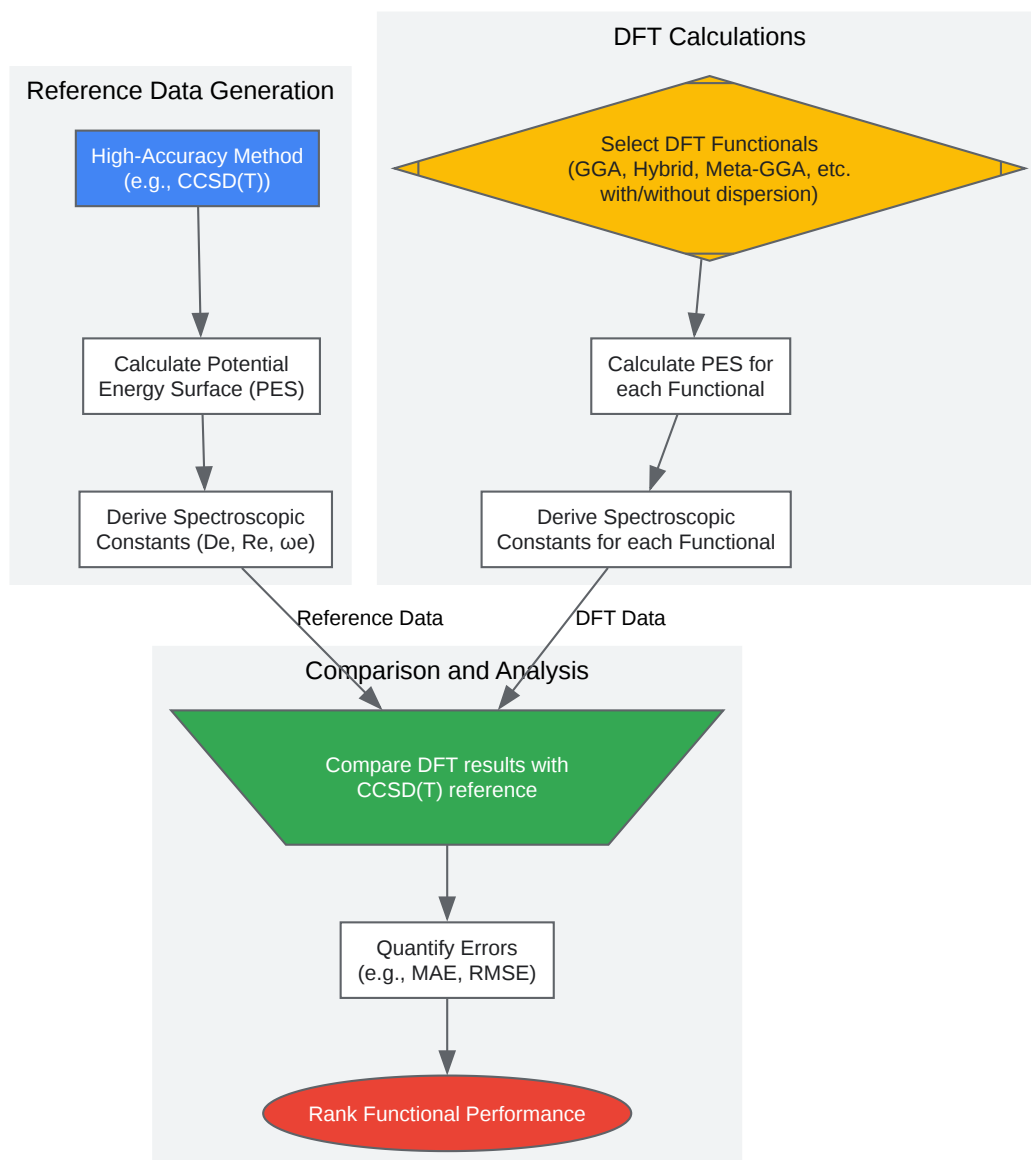 Reference Data Generation
High-Accuracy Method
(e.g., CCSD(T))
Calculate Potential
Energy Surface (PES)
Derive Spectroscopic
Constants (De, Re, ωe)
DFT Calculations
Select DFT Functionals
(GGA, Hybrid, Meta-GGA, etc.
with/without dispersion)
Calculate PES for
each Functional
Derive Spectroscopic
Constants for each Functional
Reference Data
DFT Data
Comparison and Analysis
Compare DFT results with
CCSD(T) reference
Quantify Errors
(e.g., MAE, RMSE)
Rank Functional Performance